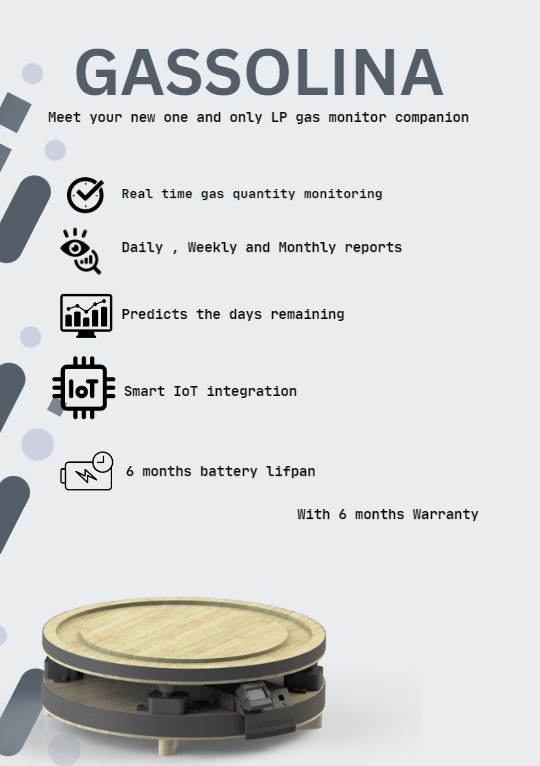 GASSOLINA
Meet your new one and only LP gas monitor companion
Real time gas quantity monitoring
Daily , Weekly and Monthly reports
Predicts the days remaining
IoT
Smart IoT integration
6 months battery lifpan
With 6 months Warranty
GASSOLINA